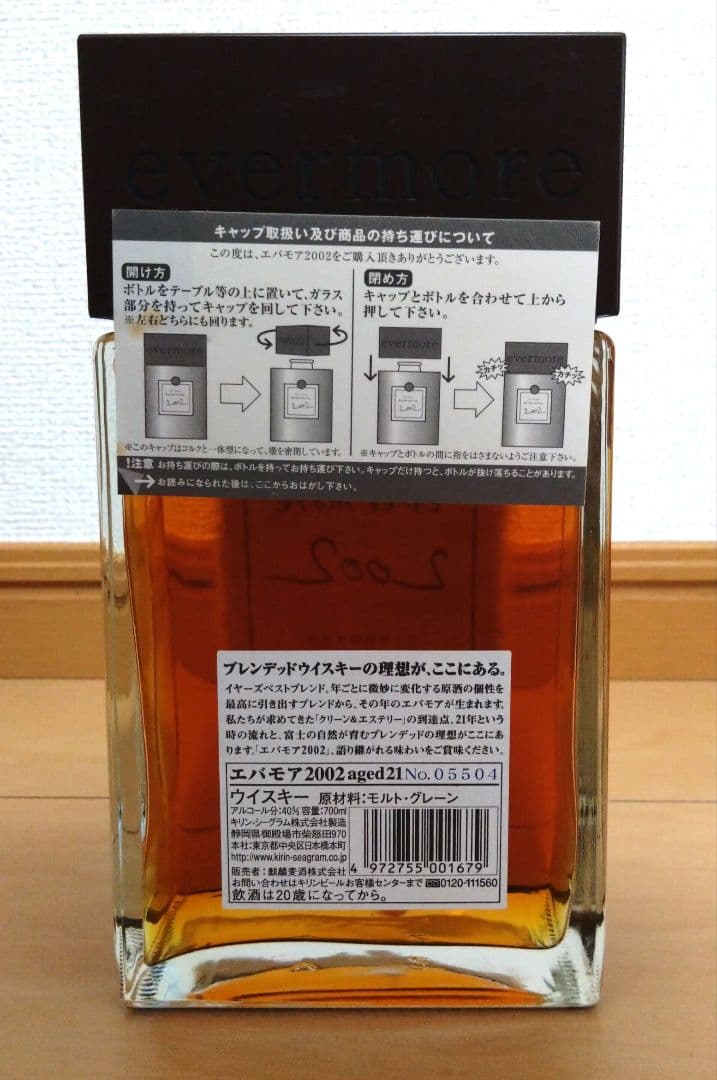 evermore
キャップ取扱い及び商品の持ち運びについて
この度は、エバモア2002をご購入頂きありがとうございます。
開け方
ボトルをテーブル等の上に置いて、ガラス
部分を持ってキャップを回して下さい。
※左右どちらにも回ります。
閉め方
キャップとボトルを合わせて上から
押して下さい。
evermore
2002
2002
evermore
2002
evermore
カチッ
カチッ
2002
※このキャップはコルクと一体型になって、壜を密閉しています。
※キャップとボトルの間に指をはさまないようご注意下さい。
!注意 お持ち運びの際は、ボトルを持ってお持ち運び下さい。キャップだけ持つと、ボトルが抜け落ちることがあります。
お読みになられた後は、ここからおはがし下さい。
2002
ブレンデッドウイスキーの理想が、ここにある。
イヤーズベストブレンド。年ごとに微妙に変化する原酒の個性を
最高に引き出すブレンドから、その年のエバモアが生まれます。
私たちが求めてきた「クリーン&エステリー」の到達点。21年という
時の流れと、富士の自然が育むブレンデッドの理想がここにあ
ります。「エバモア2002」。語り継がれる味わいをご賞味ください。
エバモア2002 aged21 No.05504
ウイスキー 原材料:モルト・グレーン
アルコール分:40% 容量:700ml
キリン・シーグラム株式会社製造
静岡県御殿場市柴怒田970
本社:東京都中央区日本橋本町
http://www.kirin-seagram.co.jp
販売者:麒麟麦酒株式会社
4 972755 001679
お問い合わせはキリンビールお客様センターまで 0120-111560
飲酒は20歳になってから。